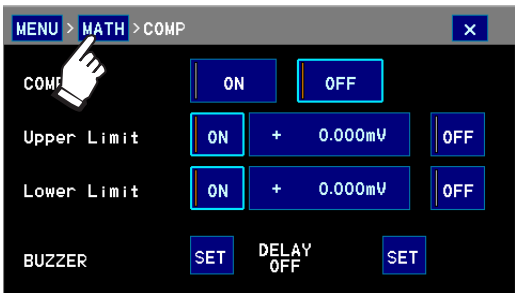 MENU > MATH > COMP ×
COMP ON OFF
Upper Limit ON + 0.000mV OFF
Lower Limit ON + 0.000mV OFF
BUZZER SET DELAY OFF SET